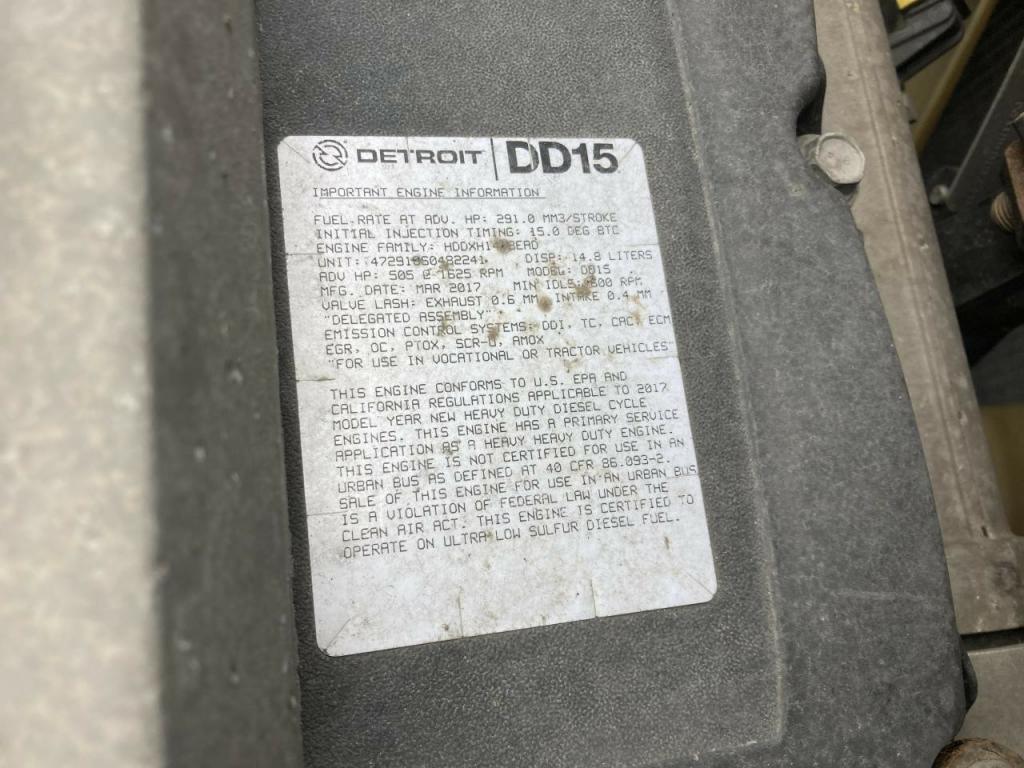 DETROIT | DD15
IMPORTANT ENGINE INFORMATION
FUEL RATE AT ADV. HP: 291.0 MM3/STROKE
INITIAL INJECTION TIMING: 15.0 DEG BTC
ENGINE FAMILY:
UNIT: DISP: 14.8 LITERS
ADV HP: 505 @ 1625 RPM MODEL: DD15
MFG. DATE: MAR 2017 MIN IDLE: 600 RPM
VALVE LASH: EXHAUST 0.6 MM INTAKE 0.4 MM
"DELEGATED ASSEMBLY"
EMISSION CONTROL SYSTEMS: DDI, TC, CAC, ECM
EGR, OC, PTOX, SCR-U, AMOX
"FOR USE IN VOCATIONAL OR TRACTOR VEHICLES"
THIS ENGINE CONFORMS TO U.S. EPA AND
CALIFORNIA REGULATIONS APPLICABLE TO 2017
MODEL YEAR NEW HEAVY DUTY DIESEL CYCLE
ENGINES. THIS ENGINE HAS A PRIMARY SERVICE
APPLICATION AS A HEAVY HEAVY DUTY ENGINE.
THIS ENGINE IS NOT CERTIFIED FOR USE IN AN
URBAN BUS AS DEFINED AT 40 CFR 86.093-2.
SALE OF THIS ENGINE FOR USE IN AN URBAN BUS
IS A VIOLATION OF FEDERAL LAW UNDER THE
CLEAN AIR ACT. THIS ENGINE IS CERTIFIED TO
OPERATE ON ULTRA LOW SULFUR DIESEL FUEL.